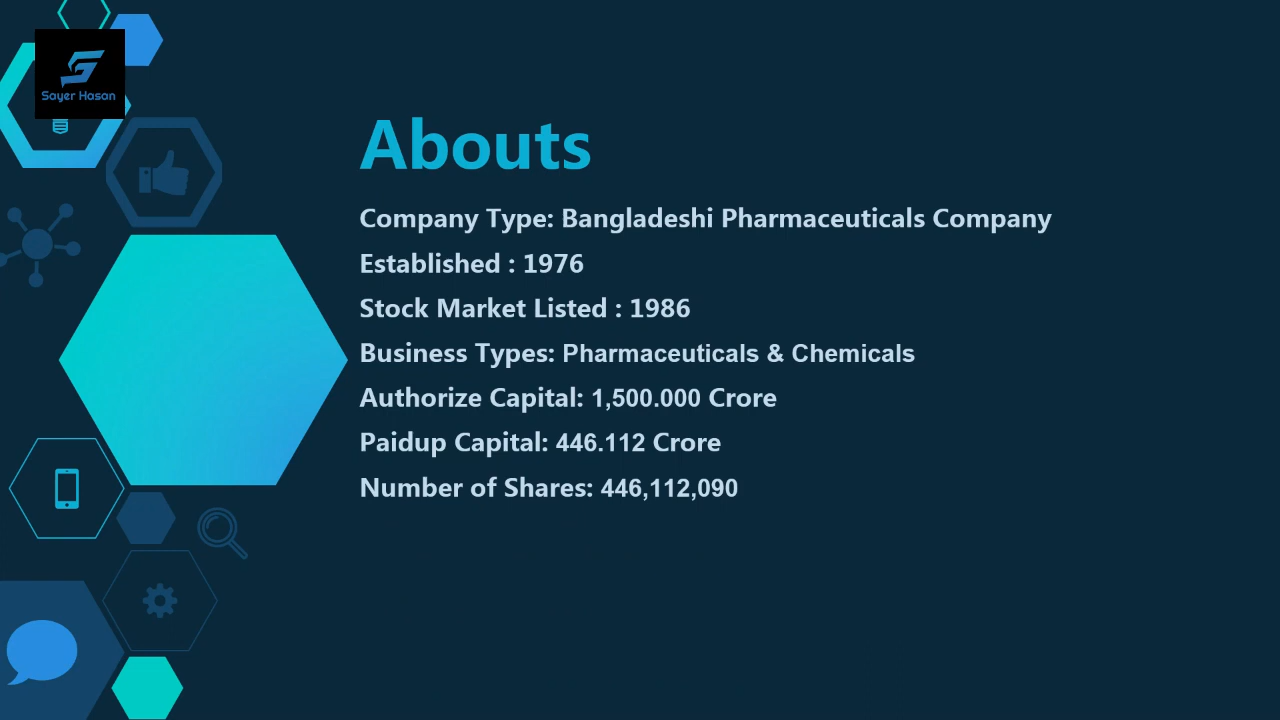 Sayer Hasan
Abouts
Company Type: Bangladeshi Pharmaceuticals Company
Established : 1976
Stock Market Listed : 1986
Business Types: Pharmaceuticals & Chemicals
Authorize Capital: 1,500.000 Crore
Paidup Capital: 446.112 Crore
Number of Shares: 446,112,090